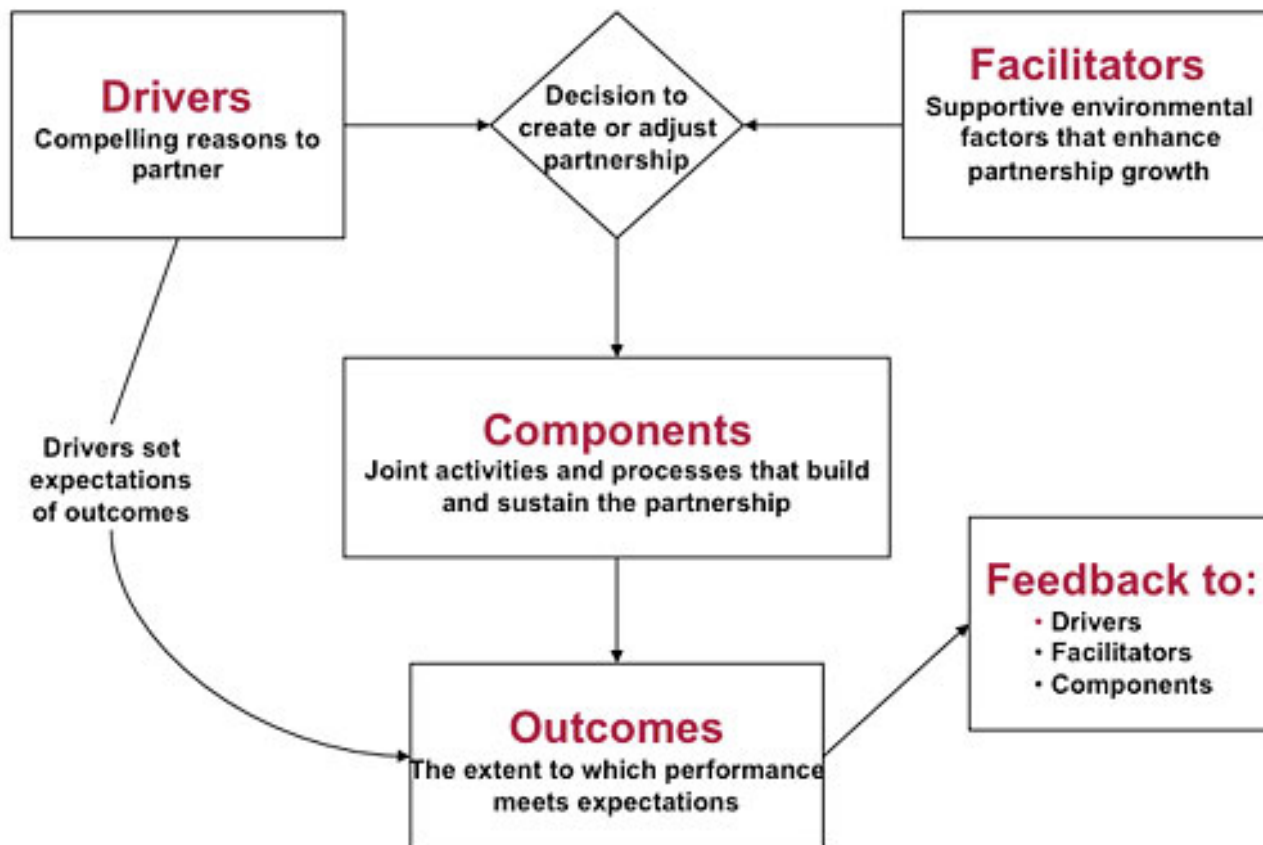 Drivers
Compelling reasons to
partner
Decision to
create or adjust
partnership
Facilitators
Supportive environmental
factors that enhance
partnership growth
Drivers set
expectations
of outcomes
Components
Joint activities and processes that build
and sustain the partnership
Outcomes
The extent to which performance
meets expectations
Feedback to:
• Drivers
• Facilitators
• Components